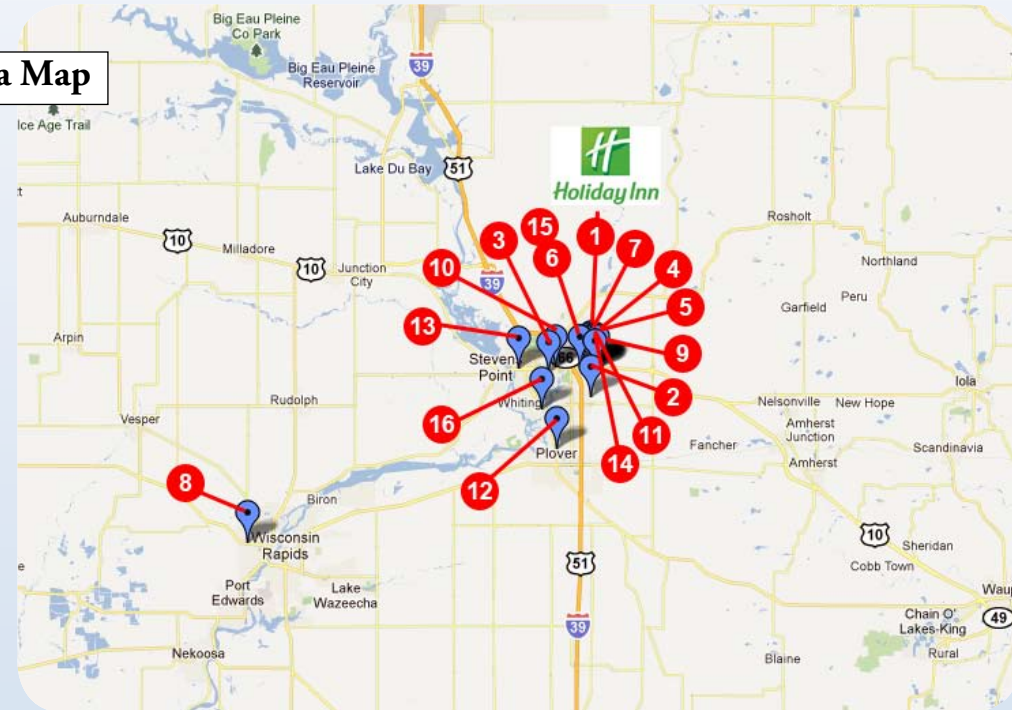 Big Eau Pleine
Co Park
39
a Map
Big Eau Pleine
Reservoir
Ice Age Trail
Lake Du Bay
51
Holiday Inn
Auburndale
10
Milladore
10
Junction
City
39
Rosholt
Northland
Peru
Garfield
15
3
1
7
6
4
10
5
13
9
2
16
11
14
12
8
Arpin
Stevens
Point
66
Whiting
Plover
Rudolph
Vesper
Iola
Nelsonville
New Hope
Amherst
Junction
Fancher
Scandinavia
Amherst
Biron
Wisconsin
Rapids
10
Sheridan
Cobb Town
51
Port
Edwards
Lake
Wazeecha
Waup
49
Chain O'
Lakes-King
Rural
39
Nekoosa
Blaine
e